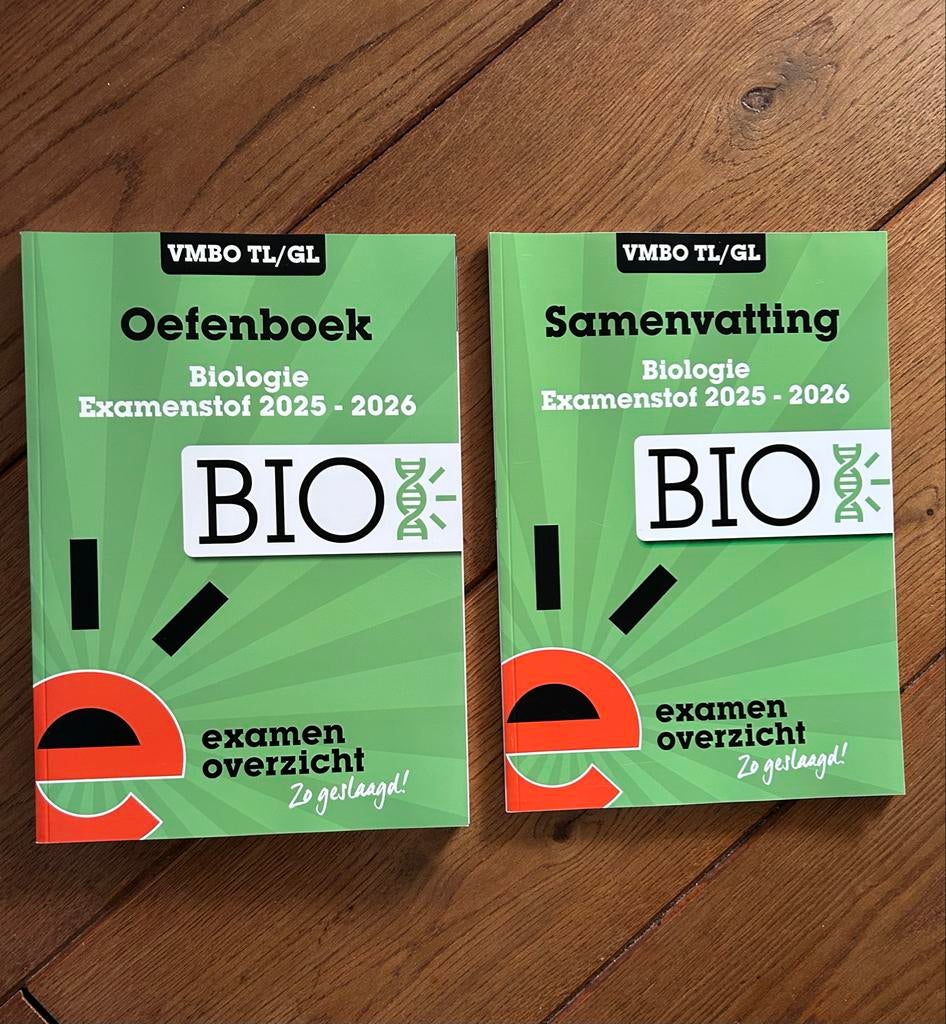 VMBO TL/GL
Oefenboek
Biologie
Examenstof 2025 - 2026
BIO
examen
overzicht
Zo geslaagd!
VMBO TL/GL
Samenvatting
Biologie
Examenstof 2025 - 2026
BIO
examen
overzicht
Zo geslaagd!